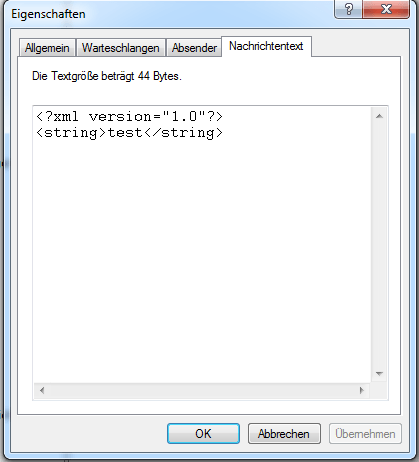 Eigenschaften
Allgemein Warteschlangen Absender Nachrichtentext
Die Textgröße beträgt 44 Bytes.
<?xml version="1.0"?>
<string>test</string>
OK Abbrechen Übernehmen